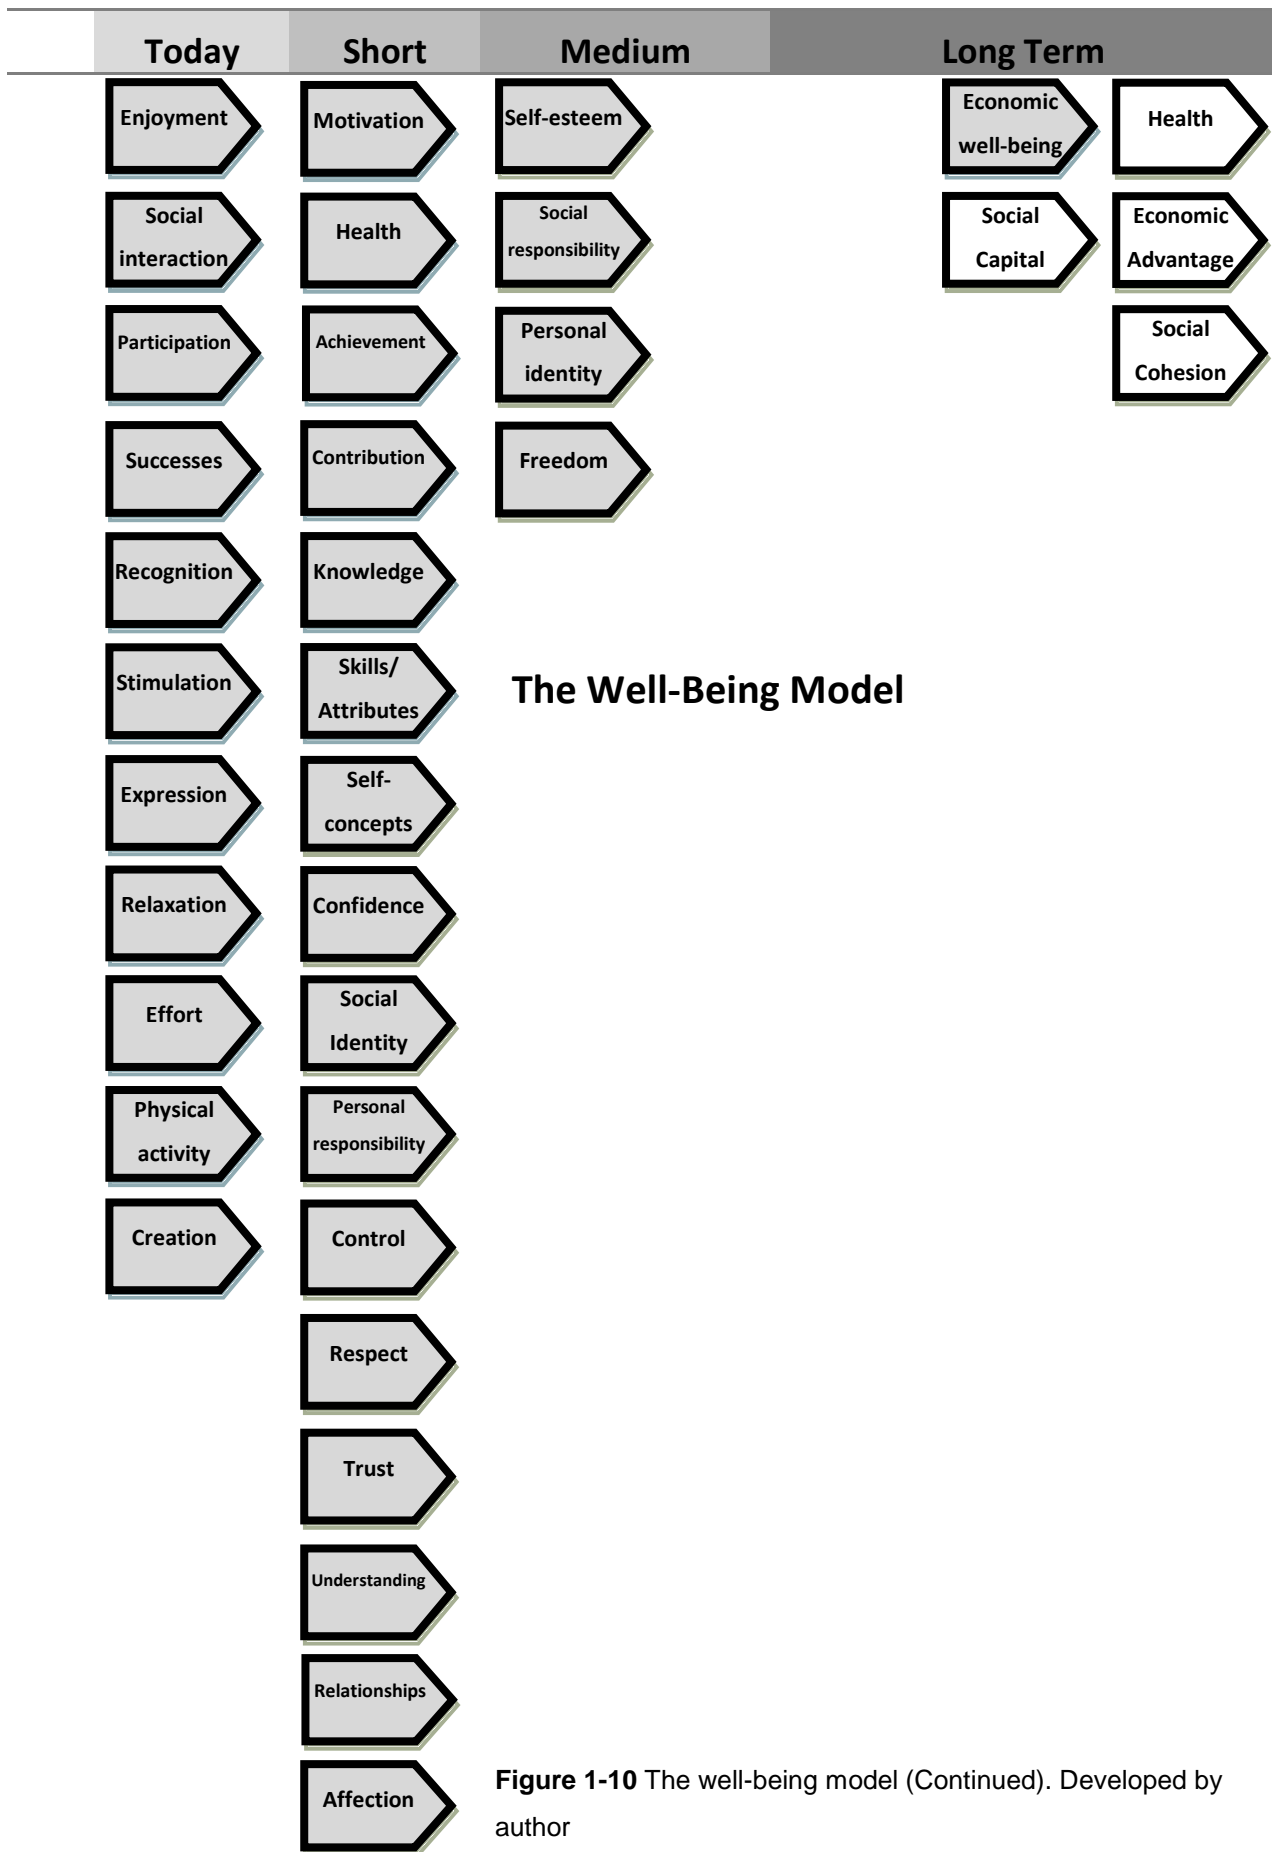 Today Short Medium Long Term
Enjoyment
Motivation
Self-esteem
Economic
well-being
Health
Social
interaction
Health
Social
responsibility
Social
Capital
Economic
Advantage
Participation
Achievement
Personal
identity
Social
Cohesion
Successes
Contribution
Freedom
Recognition
Knowledge
Stimulation
Skills/
Attributes
The Well-Being Model
Expression
Self-
concepts
Relaxation
Confidence
Effort
Social
Identity
Physical
activity
Personal
responsibility
Creation
Control
Respect
Trust
Understanding
Relationships
Affection
Figure 1-10 The well-being model (Continued). Developed by
author